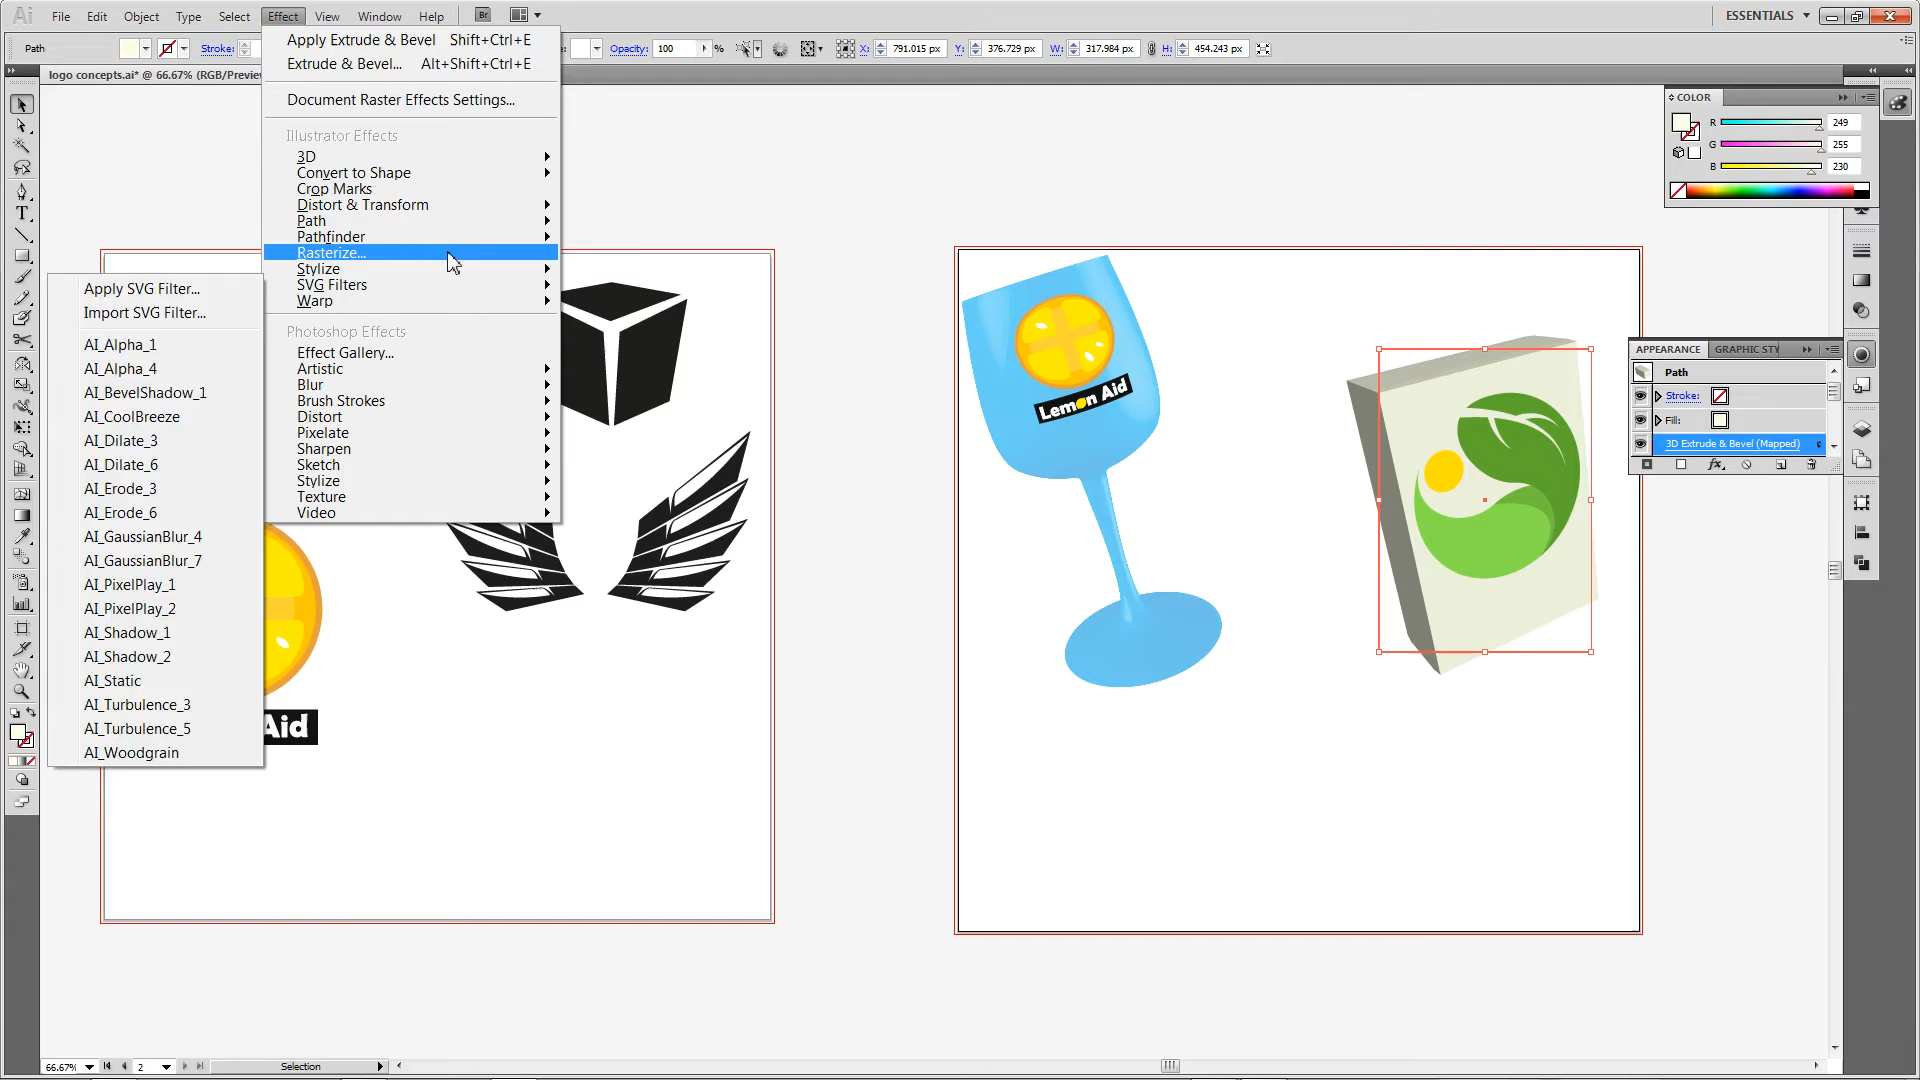 Ai File Edit Object Type Select Effect View Window Help Br ESSENTIALS
Path Stroke: Opacity: 100 % X: 791.015 px Y: 376.729 px W: 317.984 px H: 454.243 px
logo concepts.ai* @ 66.67% (RGB/Preview
Apply Extrude & Bevel Shift+Ctrl+E
Extrude & Bevel... Alt+Shift+Ctrl+E
Document Raster Effects Settings...
Illustrator Effects
3D
Convert to Shape
Crop Marks
Distort & Transform
Path
Pathfinder
Rasterize...
Stylize
SVG Filters
Warp
Photoshop Effects
Effect Gallery...
Artistic
Blur
Brush Strokes
Distort
Pixelate
Sharpen
Sketch
Stylize
Texture
Video
Apply SVG Filter...
Import SVG Filter...
AI_Alpha_1
AI_Alpha_4
AI_BevelShadow_1
AI_CoolBreeze
AI_Dilate_3
AI_Dilate_6
AI_Erode_3
AI_Erode_6
AI_GaussianBlur_4
AI_GaussianBlur_7
AI_PixelPlay_1
AI_PixelPlay_2
AI_Shadow_1
AI_Shadow_2
AI_Static
AI_Turbulence_3
AI_Turbulence_5
AI_Woodgrain
Aid
Lemon Aid
COLOR
R 249
G 255
B 230
APPEARANCE GRAPHIC STY
Path
Stroke:
Fill:
3D Extrude & Bevel (Mapped)
fx
66.67% 2 Selection